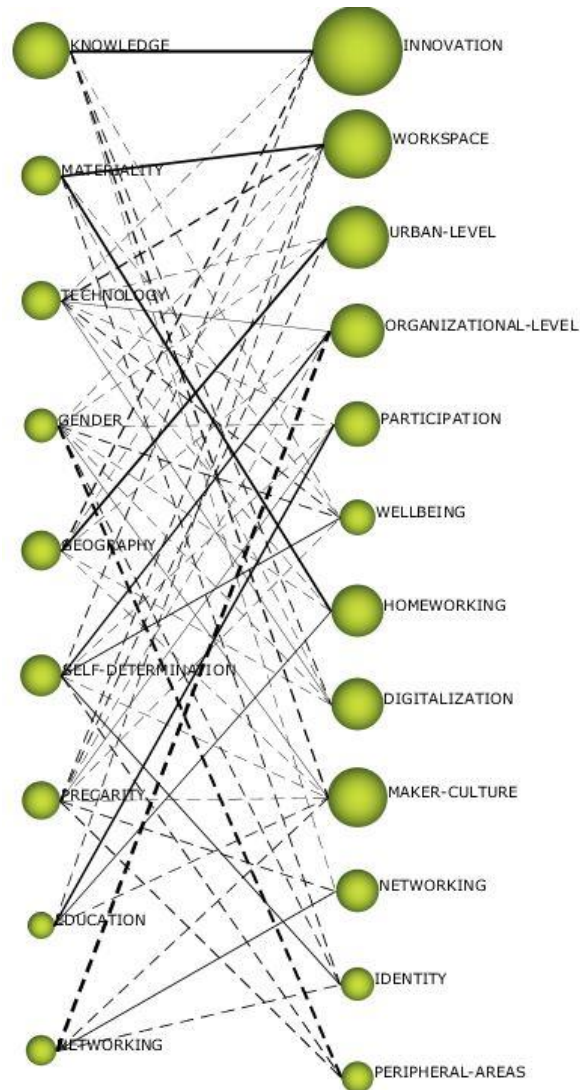 KNOWLEDGE
INNOVATION
WORKSPACE
MATERIALITY
URBAN-LEVEL
TECHNOLOGY
ORGANIZATIONAL-LEVEL
GENDER
PARTICIPATION
WELLBEING
GEOGRAPHY
HOMEWORKING
SELF-DETERMINATION
DIGITALIZATION
PRECARITY
MAKER-CULTURE
NETWORKING
EDUCATION
IDENTITY
NETWORKING
PERIPHERAL-AREAS